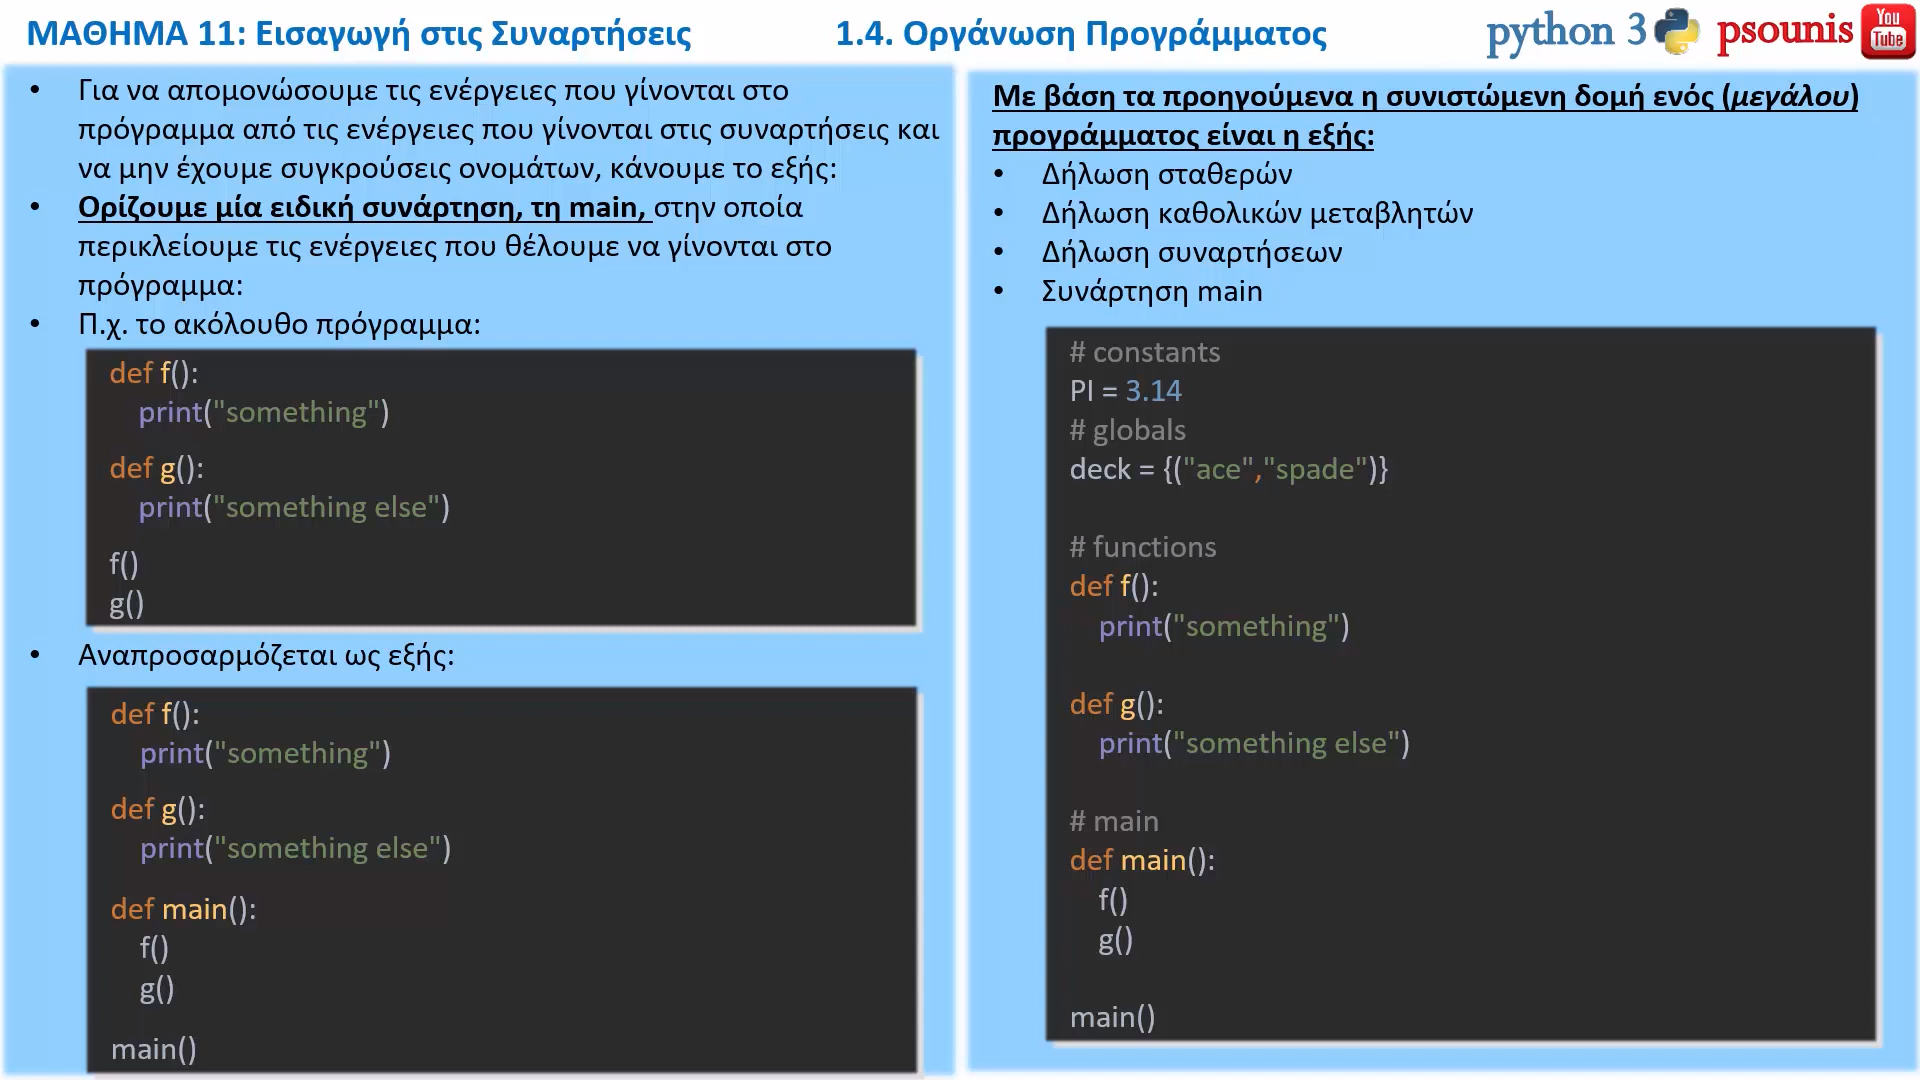 ΜΑΘΗΜΑ 11: Εισαγωγή στις Συναρτήσεις
1.4. Οργάνωση Προγράμματος
python 3
psounis
You
Tube
• Για να απομονώσουμε τις ενέργειες που γίνονται στο
πρόγραμμα από τις ενέργειες που γίνονται στις συναρτήσεις και
να μην έχουμε συγκρούσεις ονομάτων, κάνουμε το εξής:
• Ορίζουμε μία ειδική συνάρτηση, τη main, στην οποία
περικλείουμε τις ενέργειες που θέλουμε να γίνονται στο
πρόγραμμα:
• Π.χ. το ακόλουθο πρόγραμμα:
def f():
    print("something")
def g():
    print("something else")
f()
g()
• Αναπροσαρμόζεται ως εξής:
def f():
    print("something")
def g():
    print("something else")
def main():
    f()
    g()
main()
Με βάση τα προηγούμενα η συνιστώμενη δομή ενός (μεγάλου)
προγράμματος είναι η εξής:
• Δήλωση σταθερών
• Δήλωση καθολικών μεταβλητών
• Δήλωση συναρτήσεων
• Συνάρτηση main
# constants
PI = 3.14
# globals
deck = {("ace","spade")}
# functions
def f():
    print("something")
def g():
    print("something else")
# main
def main():
    f()
    g()
main()